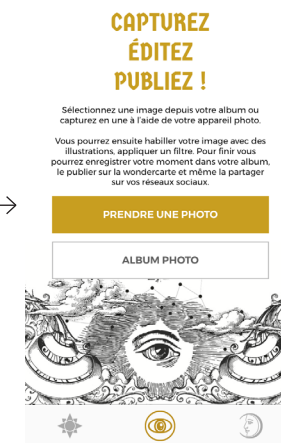 CAPTUREZ
ÉDITEZ
PUBLIEZ !
Sélectionnez une image depuis votre album ou
capturez en une à l'aide de votre appareil photo.
Vous pourrez ensuite habiller votre image avec des
illustrations, appliquer un filtre. Pour finir vous
pourrez enregistrer votre moment dans votre album,
le publier sur la wondercarte et même la partager
sur vos réseaux sociaux.
PRENDRE UNE PHOTO
ALBUM PHOTO